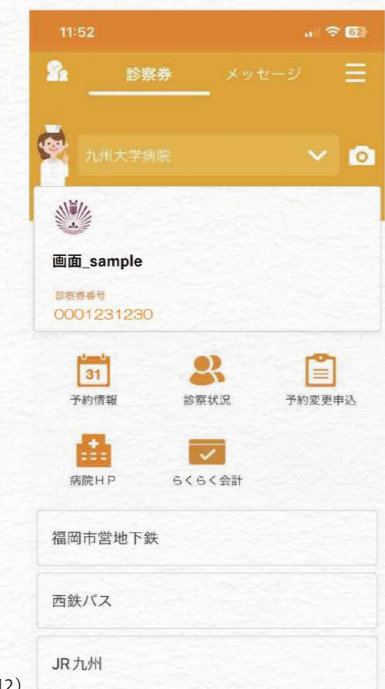 11:52
62
診察券 メッセージ
九州大学病院
画面_sample
診察券番号
0001231230
31
予約情報 診察状況 予約変更申込
病院HP らくらく会計
福岡市営地下鉄
西鉄バス
JR九州
12)